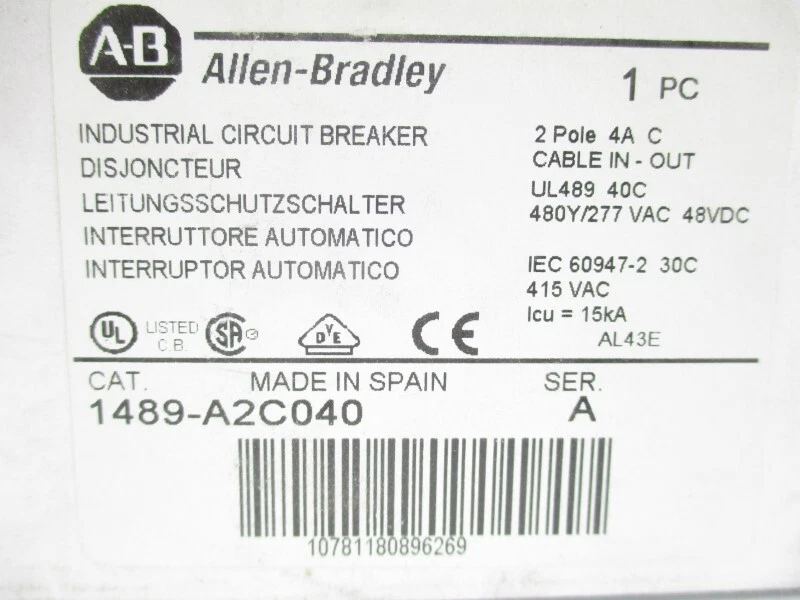 A-B
Allen-Bradley
1 PC
INDUSTRIAL CIRCUIT BREAKER
DISJONCTEUR
LEITUNGSSCHUTZSCHALTER
INTERRUTTORE AUTOMATICO
INTERRUPTOR AUTOMATICO
2 Pole 4A C
CABLE IN - OUT
UL489 40C
480Y/277 VAC 48VDC
IEC 60947-2 30C
415 VAC
Icu = 15kA
AL43E
UL LISTED
C.B.
SA
DVE
CE
CAT. MADE IN SPAIN SER.
1489-A2C040 A
10781180896269